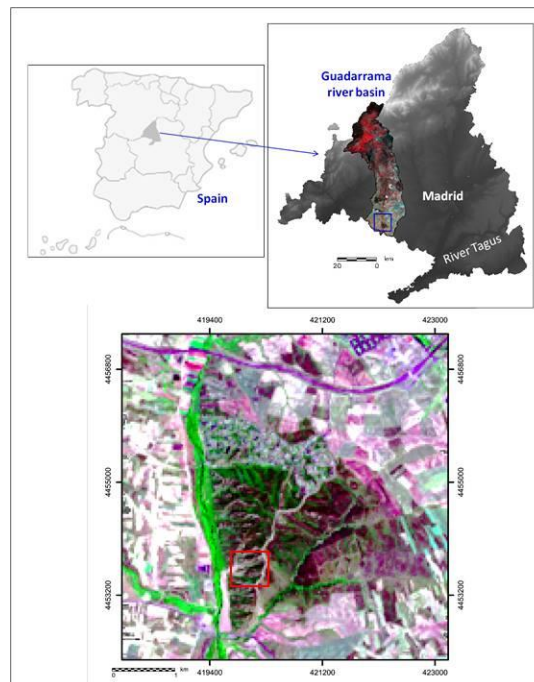 Guadarrama
river basin
Spain
Madrid
River Tagus
kms
20 0
419400 421200 423000
4456800 4456800
4455000 4455000
4453200 4453200
km
0 1
419400 421200 423000